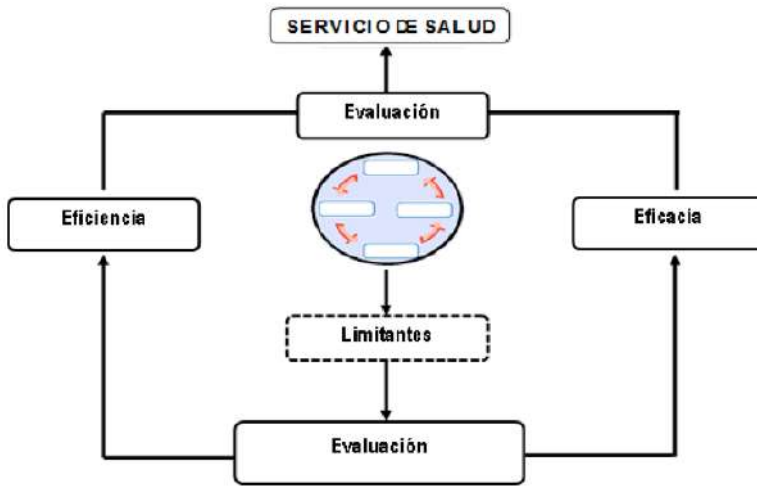 SERVICIO DE SALUD
Evaluación
Eficiencia
Eficacia
Limitantes
Evaluación